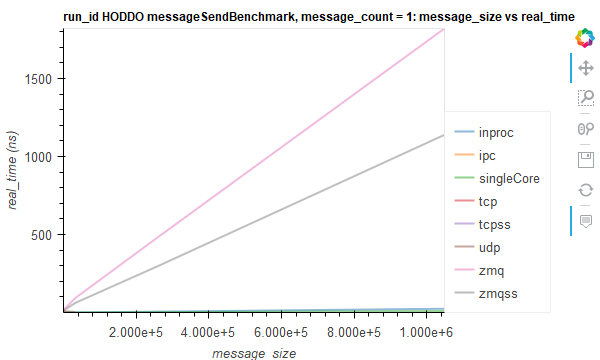 run_id HODDO messageSendBenchmark, message_count = 1: message_size vs real_time
real_time (ns)
1500
1000
500
2.000e+5
4.000e+5
6.000e+5
8.000e+5
1.000e+6
message_size
inproc
ipc
singleCore
tcp
tcpss
udp
zmq
zmqss